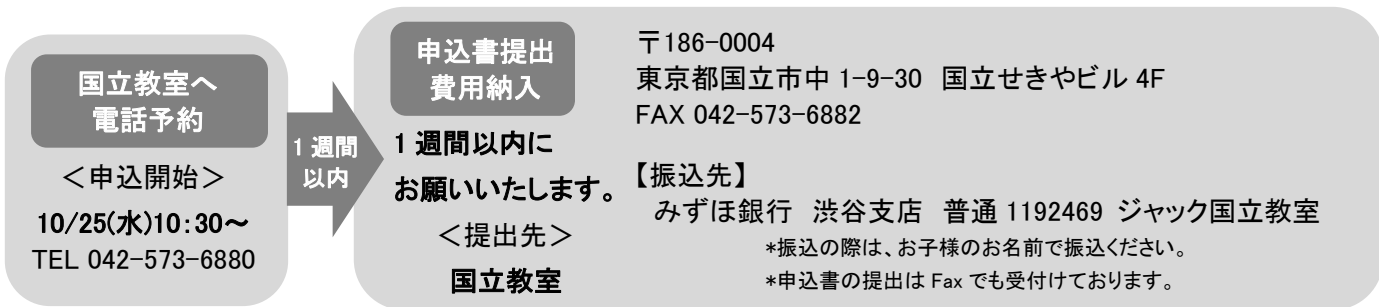 国立教室へ
電話予約
＜申込開始＞
10/25(水)10：30～
TEL 042-573-6880
1 週間
以内
申込書提出
費用納入
1 週間以内に
お願いいたします。
＜提出先＞
国立教室
〒186-0004
東京都国立市中 1-9-30 国立せきやビル 4F
FAX 042-573-6882
【振込先】
みずほ銀行 渋谷支店 普通 1192469 ジャック国立教室
*振込の際は、お子様のお名前で振込ください。
*申込書の提出は Fax でも受付けております。